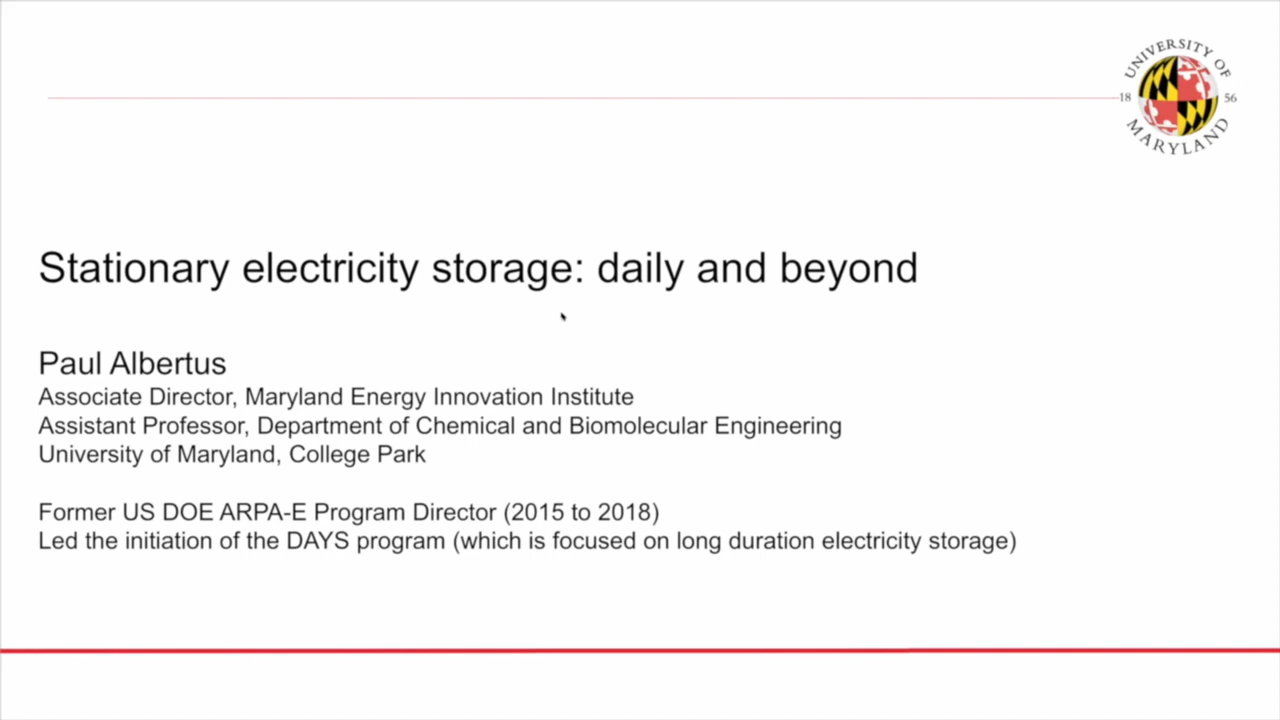 UNIVERSITY OF
18 56
MARYLAND
Stationary electricity storage: daily and beyond
Paul Albertus
Associate Director, Maryland Energy Innovation Institute
Assistant Professor, Department of Chemical and Biomolecular Engineering
University of Maryland, College Park
Former US DOE ARPA-E Program Director (2015 to 2018)
Led the initiation of the DAYS program (which is focused on long duration electricity storage)